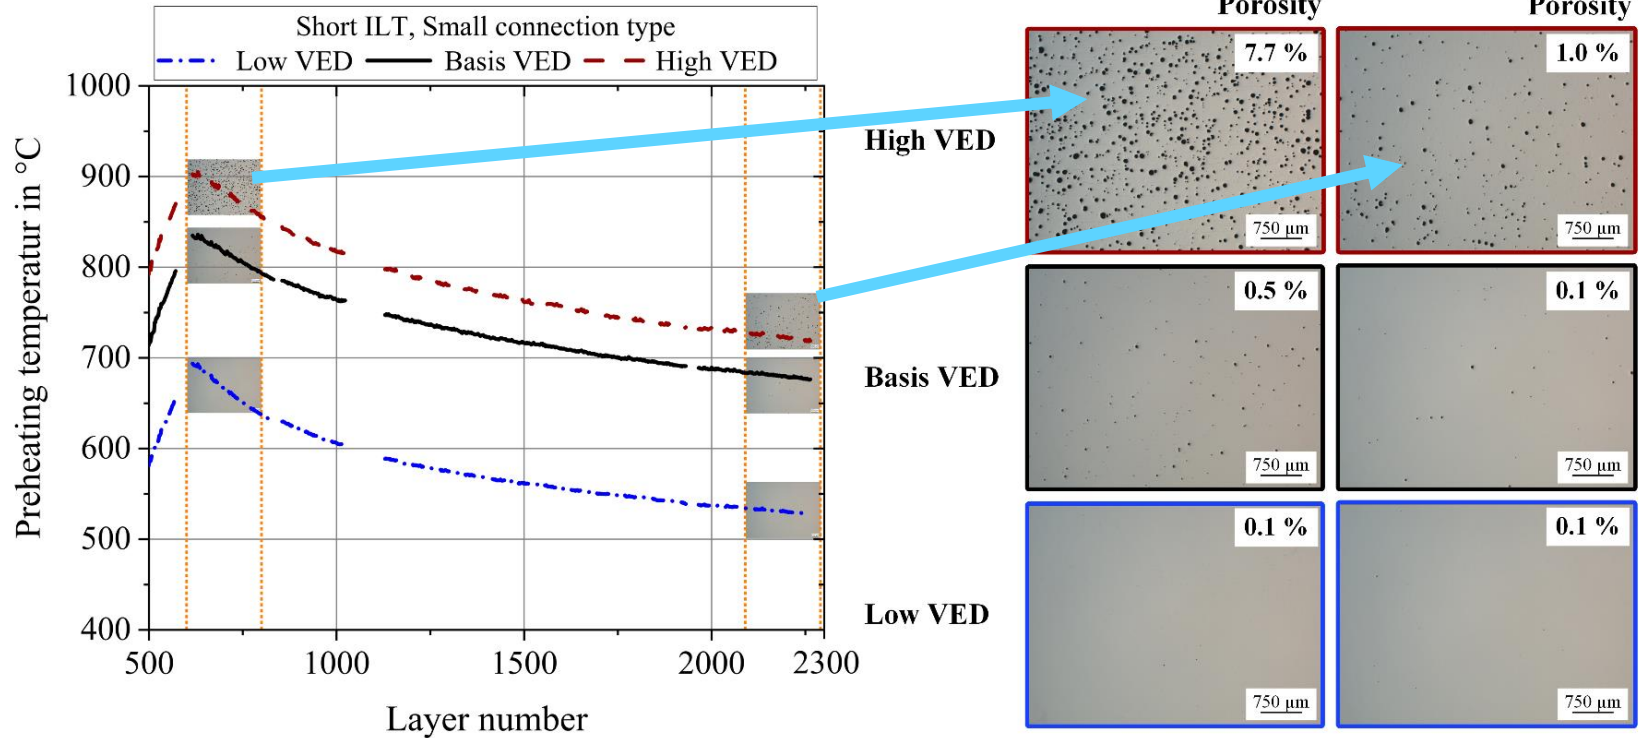 Short ILT, Small connection type
Low VED Basis VED High VED
Preheating temperatur in °C
1000
900
800
700
600
500
400
500 1000 1500 2000 2300
Layer number
Porosity Porosity
High VED
7.7 % 1.0 %
750 µm 750 µm
Basis VED
0.5 % 0.1 %
750 µm 750 µm
Low VED
0.1 % 0.1 %
750 µm 750 µm